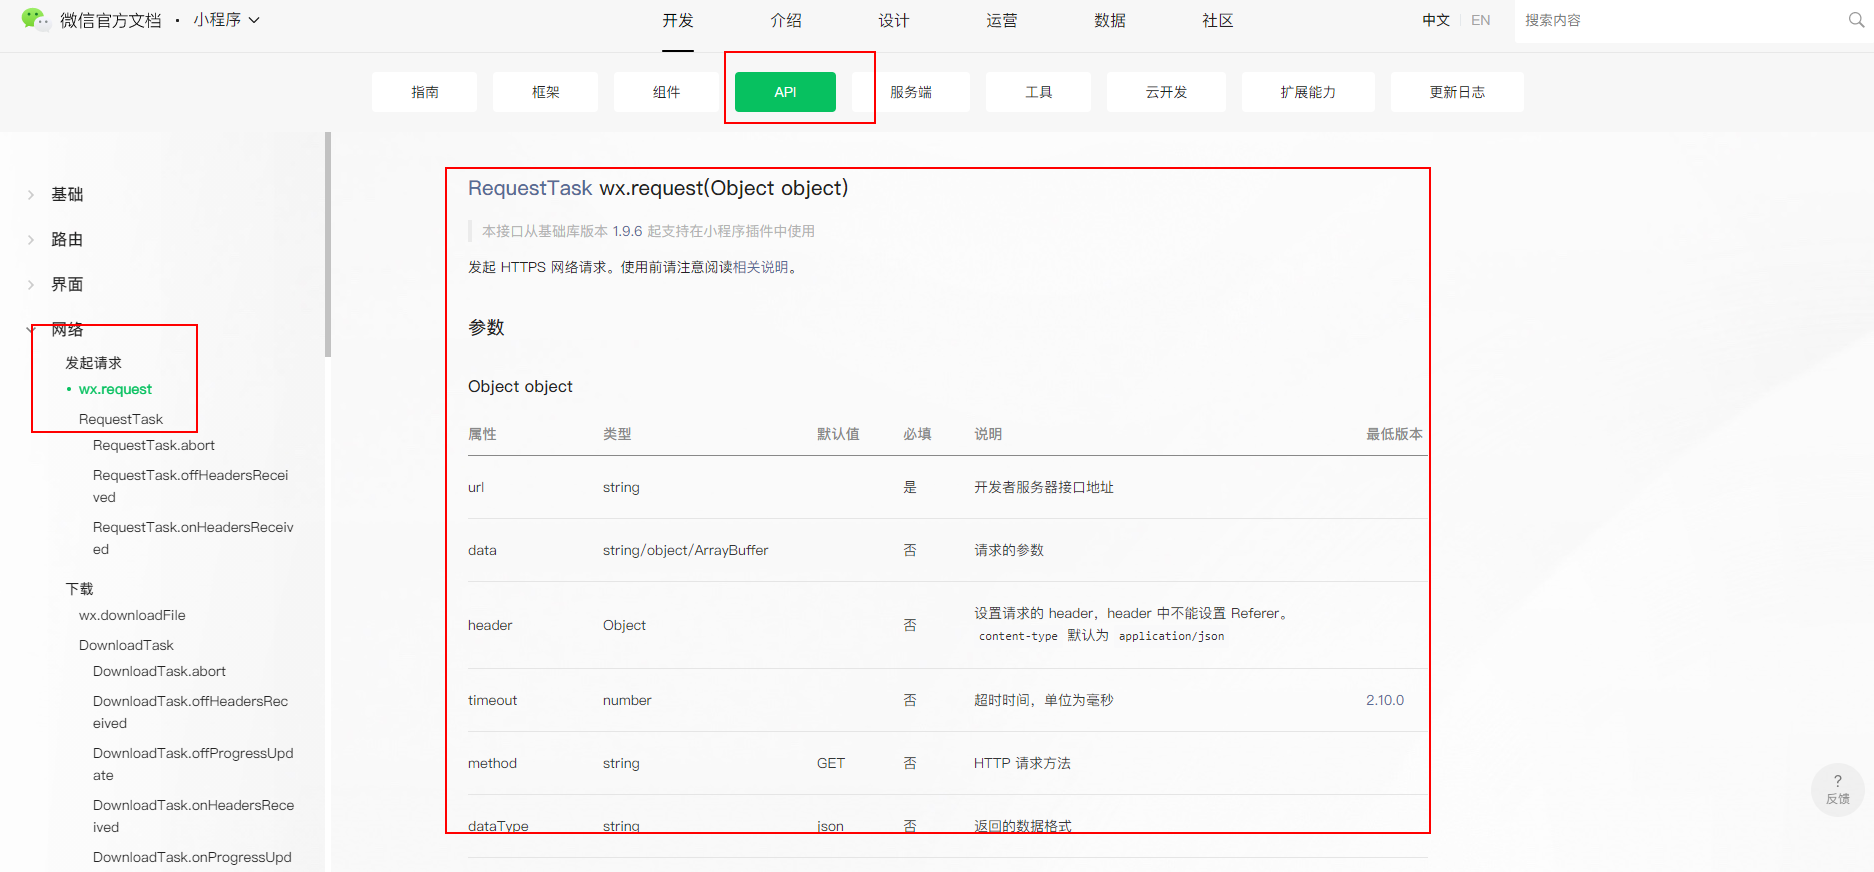 微信官方文档 · 小程序
开发 介绍 设计 运营 数据 社区
中文 EN
搜索内容
指南 框架 组件 API 服务端 工具 云开发 扩展能力 更新日志
基础
路由
界面
网络
发起请求
wx.request
RequestTask
RequestTask.abort
RequestTask.offHeadersRecei
ved
RequestTask.onHeadersReceiv
ed
下载
wx.downloadFile
DownloadTask
DownloadTask.abort
DownloadTask.offHeadersRec
eived
DownloadTask.offProgressUpd
ate
DownloadTask.onHeadersRece
ived
DownloadTask.onProgressUpd
RequestTask wx.request(Object object)
本接口从基础库版本 1.9.6 起支持在小程序插件中使用
发起 HTTPS 网络请求。使用前请注意阅读相关说明。
参数
Object object
属性 类型 默认值 必填 说明 最低版本
url string 是 开发者服务器接口地址
data string/object/ArrayBuffer 否 请求的参数
header Object 否 设置请求的 header，header 中不能设置 Referer。
content-type 默认为 application/json
timeout number 否 超时时间，单位为毫秒 2.10.0
method string GET 否 HTTP 请求方法
dataType string json 否 返回的数据格式
?
反馈